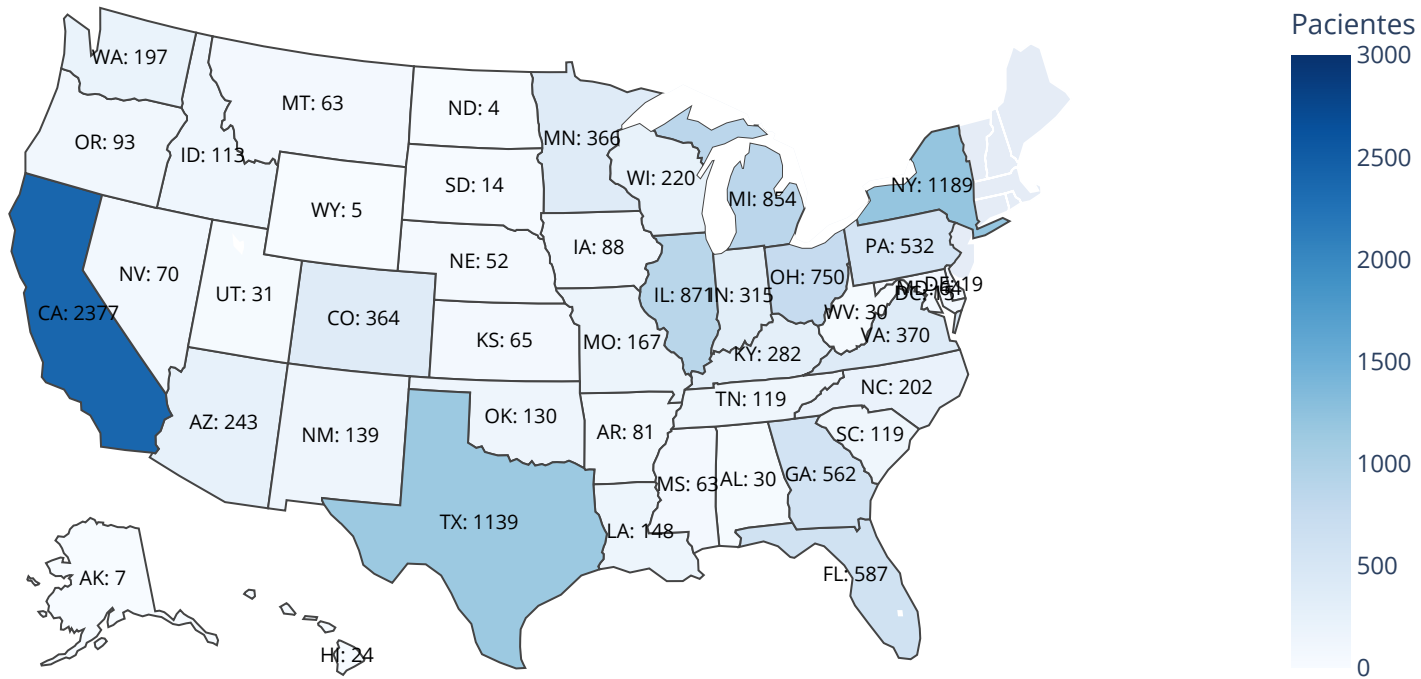 Pacientes
3000
2500
2000
1500
1000
500
0
WA: 197
MT: 63
ND: 4
MN: 366
OR: 93
ID: 113
SD: 14
WI: 220
NY: 1189
MI: 854
WY: 5
IA: 88
PA: 532
NE: 52
NV: 70
UT: 31
OH: 750
IL: 871
IN: 315
CA: 2377
CO: 364
WV: 30
VA: 370
KS: 65
MO: 167
KY: 282
NC: 202
TN: 119
AZ: 243
NM: 139
OK: 130
AR: 81
SC: 119
MS: 63
AL: 30
GA: 562
TX: 1139
LA: 148
AK: 7
FL: 587
HI: 24